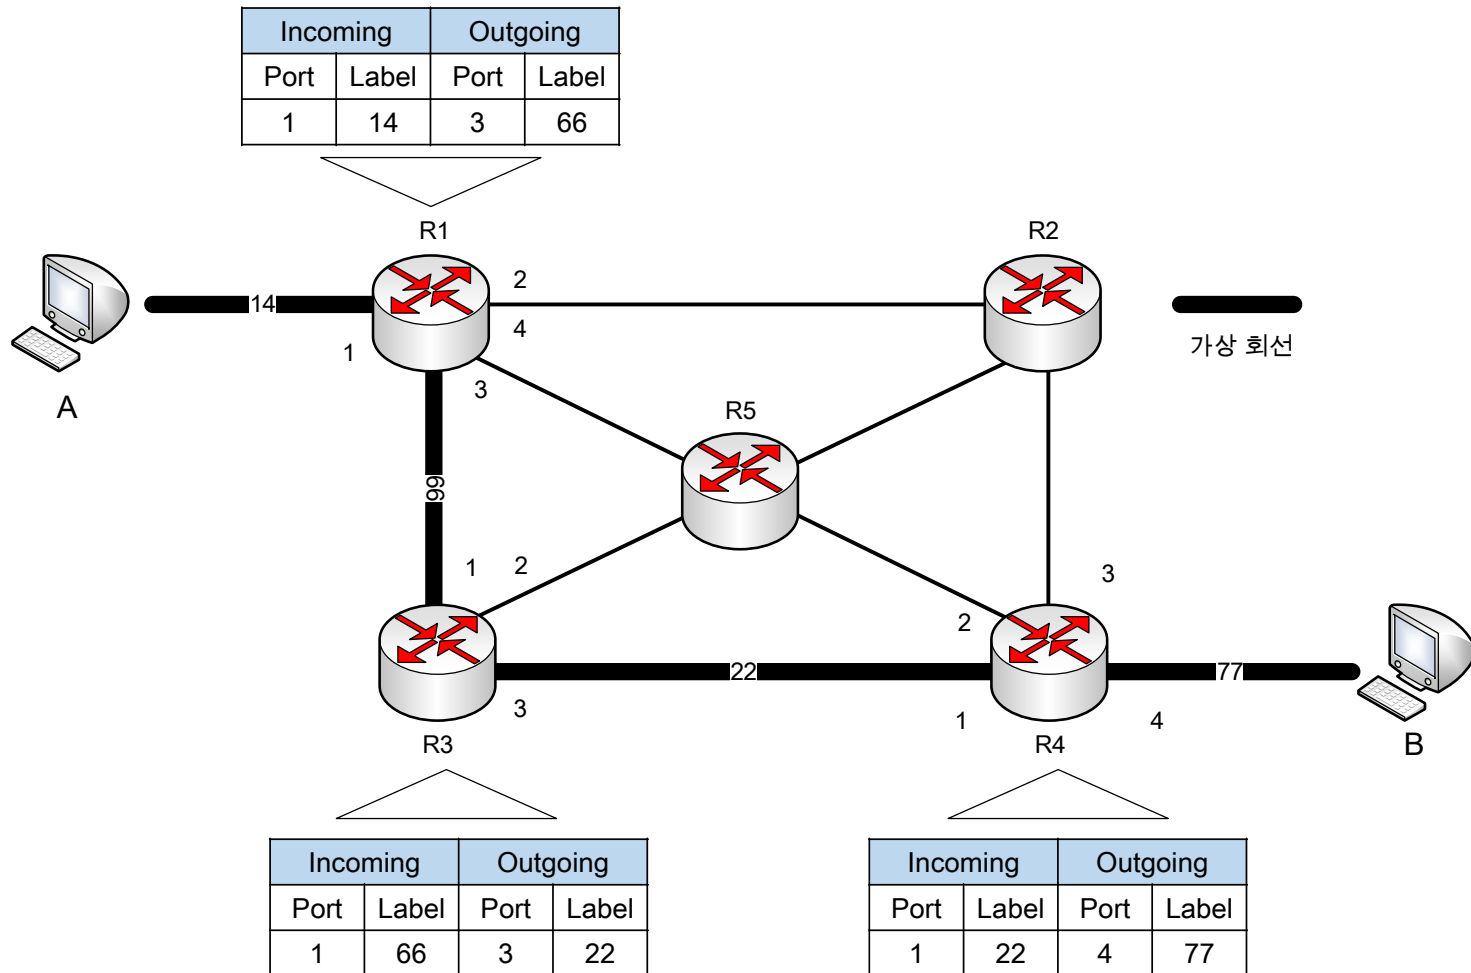 Incoming Outgoing
Port Label Port Label
1 14 3 66
R1
R2
2
14
4
1
가상 회선
3
A
R5
66
1 2
3
2
22
77
3
1
4
R3
R4
B
Incoming Outgoing
Port Label Port Label
1 66 3 22
Incoming Outgoing
Port Label Port Label
1 22 4 77